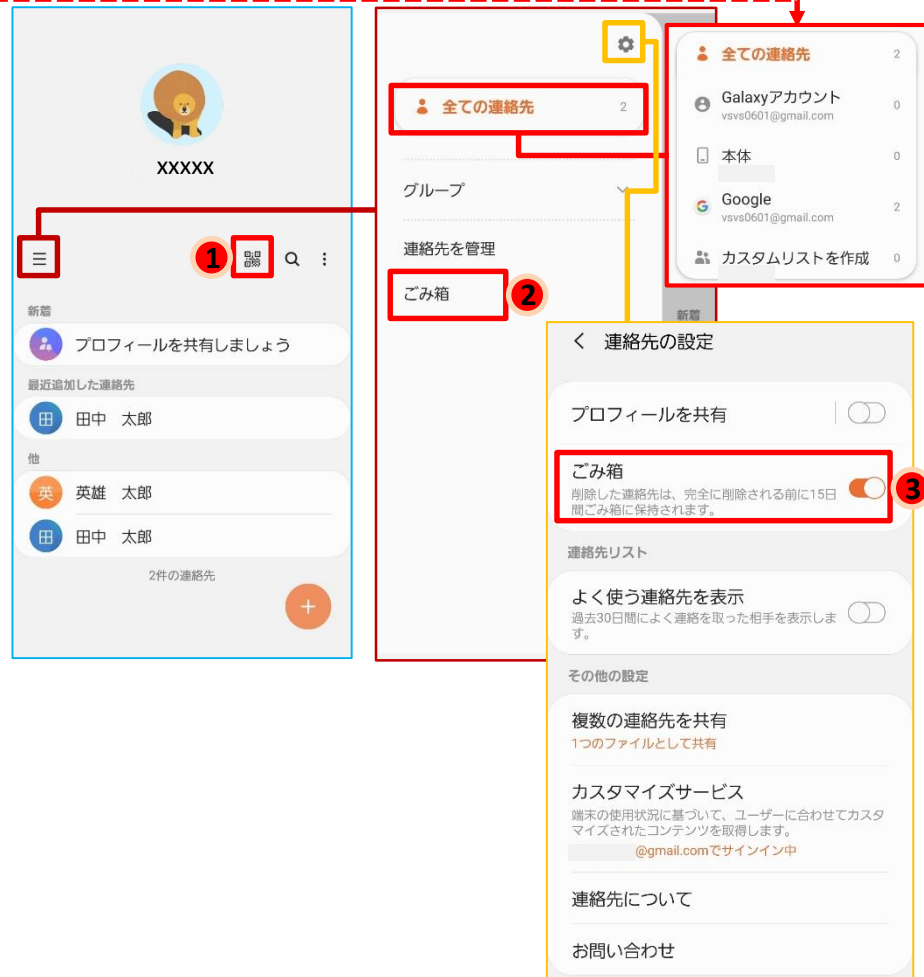 XXXXX
1
新着
プロフィールを共有しましょう
最近追加した連絡先
田
田中 太郎
他
英
英雄 太郎
田
田中 太郎
2件の連絡先
全ての連絡先 2
グループ
連絡先を管理
ごみ箱
2
新着
全ての連絡先 2
Galaxyアカウント 0
vsvs0601@gmail.com
本体 0
Google 2
vsvs0601@gmail.com
カスタムリストを作成 0
連絡先の設定
プロフィールを共有
ごみ箱
削除した連絡先は、完全に削除される前に15日
間ごみ箱に保持されます。
3
連絡先リスト
よく使う連絡先を表示
過去30日間によく連絡を取った相手を表示しま
す。
その他の設定
複数の連絡先を共有
1つのファイルとして共有
カスタマイズサービス
端末の使用状況に基づいて、ユーザーに合わせてカスタ
マイズされたコンテンツを取得します。
@gmail.comでサインイン中
連絡先について
お問い合わせ